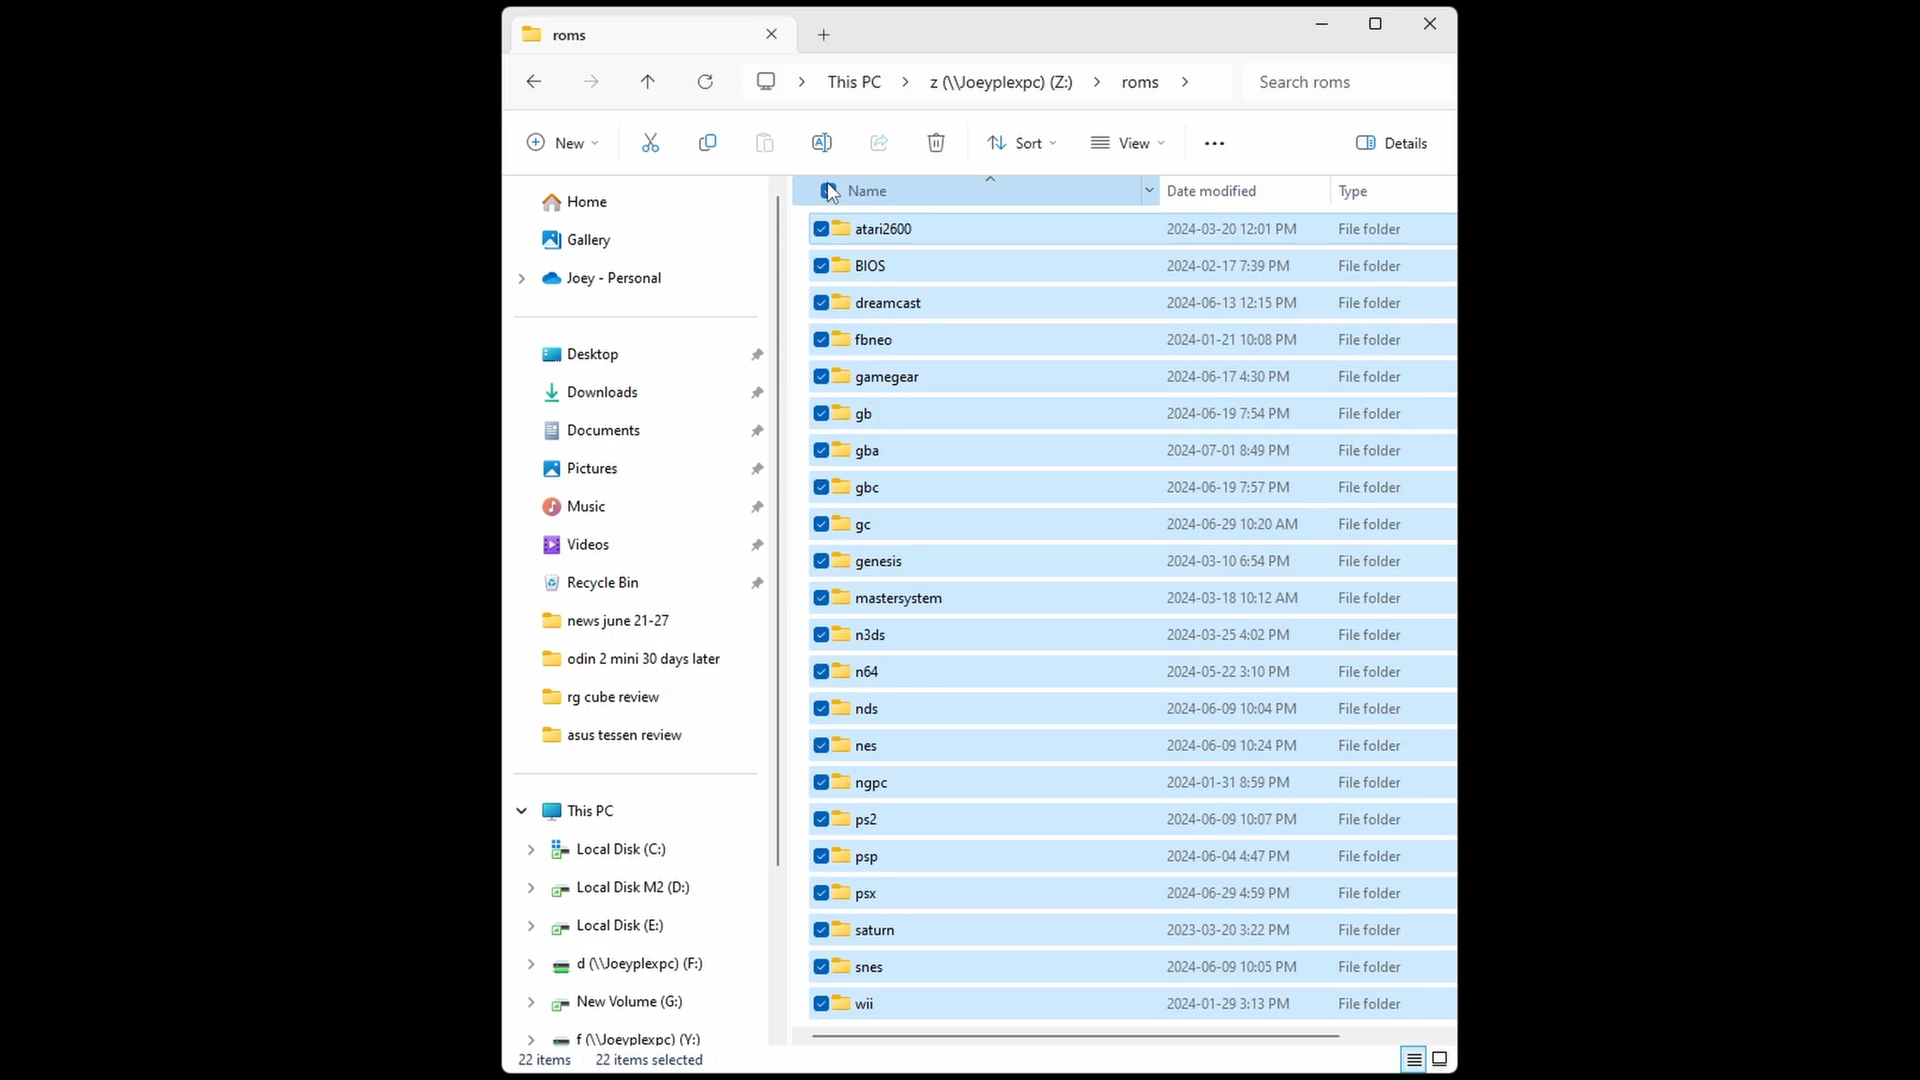 roms
This PC > z (\\Joeyplexpc) (Z:) > roms >
Search roms
New
Sort
View
Details
Home
Gallery
Joey - Personal
Desktop
Downloads
Documents
Pictures
Music
Videos
Recycle Bin
news june 21-27
odin 2 mini 30 days later
rg cube review
asus tessen review
This PC
Local Disk (C:)
Local Disk M2 (D:)
Local Disk (E:)
d (\\Joeyplexpc) (F:)
New Volume (G:)
f (\\Joeyplexpc) (Y:)
Name Date modified Type
atari2600 2024-03-20 12:01 PM File folder
BIOS 2024-02-17 7:39 PM File folder
dreamcast 2024-06-13 12:15 PM File folder
fbneo 2024-01-21 10:08 PM File folder
gamegear 2024-06-17 4:30 PM File folder
gb 2024-06-19 7:54 PM File folder
gba 2024-07-01 8:49 PM File folder
gbc 2024-06-19 7:57 PM File folder
gc 2024-06-29 10:20 AM File folder
genesis 2024-03-10 6:54 PM File folder
mastersystem 2024-03-18 10:12 AM File folder
n3ds 2024-03-25 4:02 PM File folder
n64 2024-05-22 3:10 PM File folder
nds 2024-06-09 10:04 PM File folder
nes 2024-06-09 10:24 PM File folder
ngpc 2024-01-31 8:59 PM File folder
ps2 2024-06-09 10:07 PM File folder
psp 2024-06-04 4:47 PM File folder
psx 2024-06-29 4:59 PM File folder
saturn 2023-03-20 3:22 PM File folder
snes 2024-06-09 10:05 PM File folder
wii 2024-01-29 3:13 PM File folder
22 items 22 items selected